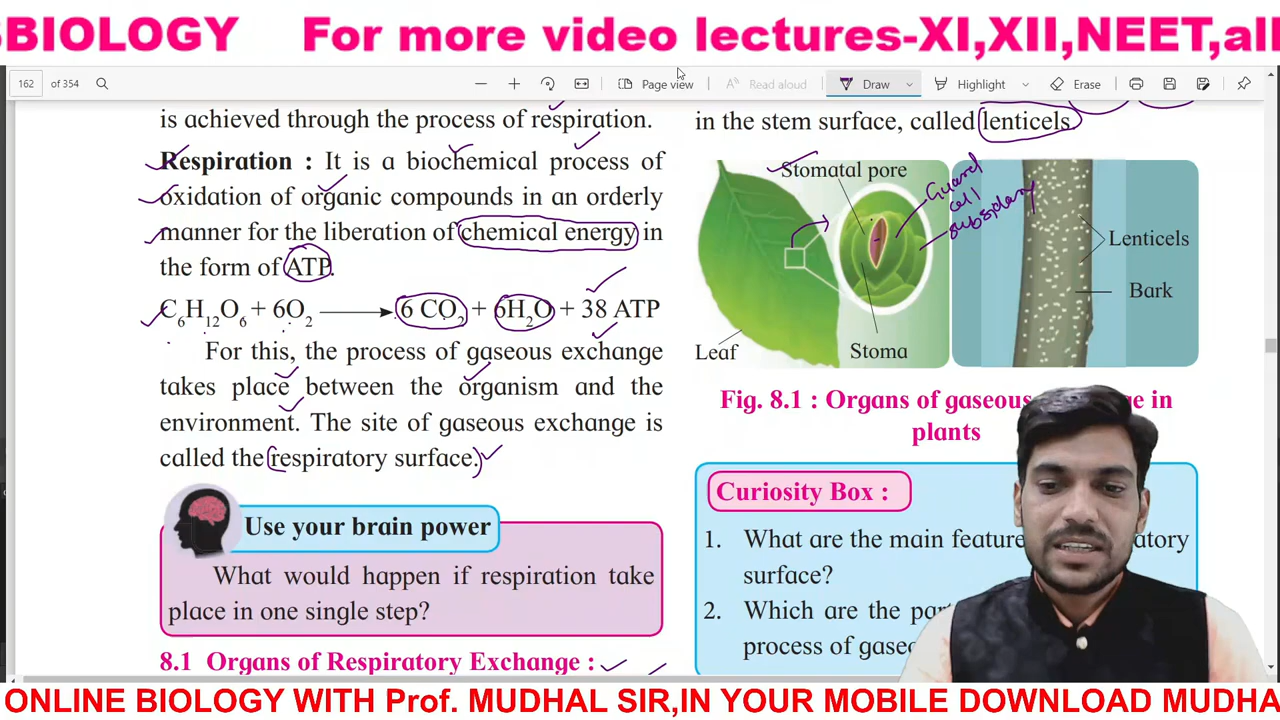 SBIOLOGY For more video lectures-XI,XII,NEET,all
162 of 354
Page view
Read aloud
Draw
Highlight
Erase
is achieved through the process of respiration.
Respiration : It is a biochemical process of
oxidation of organic compounds in an orderly
manner for the liberation of chemical energy in
the form of ATP.
C6H12O6 + 6O2 → 6 CO2 + 6H2O + 38 ATP
For this, the process of gaseous exchange
takes place between the organism and the
environment. The site of gaseous exchange is
called the respiratory surface.
Use your brain power
What would happen if respiration take
place in one single step?
8.1 Organs of Respiratory Exchange :
in the stem surface, called lenticels.
Stomatal pore
Guard
cell
Lenticels
Bark
Leaf
Stoma
Fig. 8.1 : Organs of gaseous in
plants
Curiosity Box :
1. What are the main
surface?
2. Which are the
process of
ONLINE BIOLOGY WITH Prof. MUDHAL SIR,IN YOUR MOBILE DOWNLOAD MUDHA